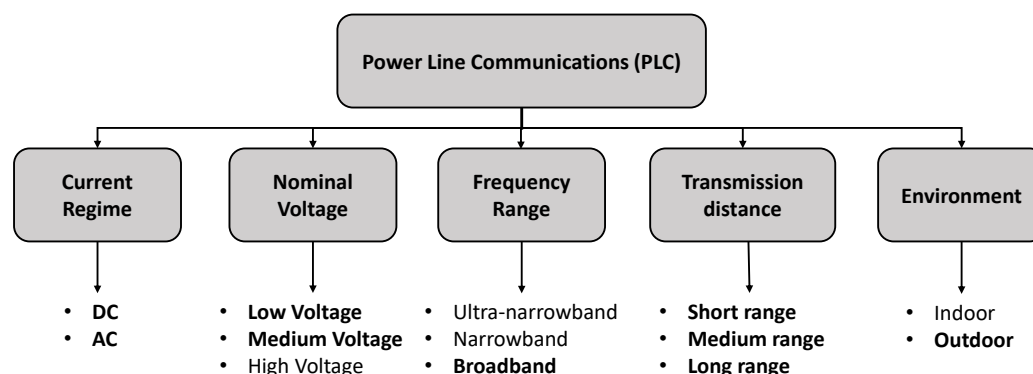 Power Line Communications (PLC)
Current
Regime
Nominal
Voltage
Frequency
Range
Transmission
distance
Environment
• DC
• AC
• Low Voltage
• Medium Voltage
• High Voltage
• Ultra-narrowband
• Narrowband
• Broadband
• Short range
• Medium range
• Long range
• Indoor
• Outdoor